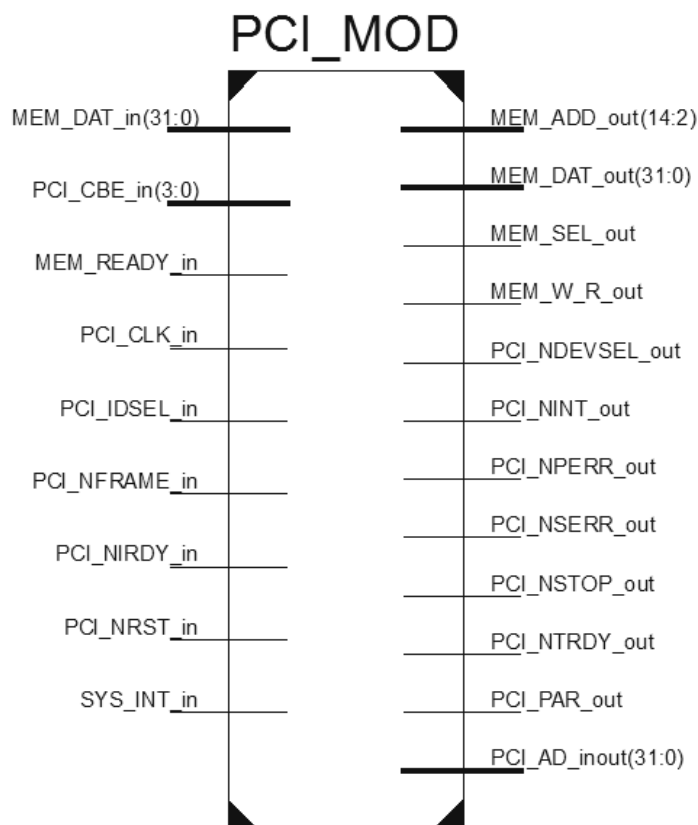 PCI_MOD
MEM_DAT_in(31:0)
PCI_CBE_in(3:0)
MEM_READY_in
PCI_CLK_in
PCI_IDSEL_in
PCI_NFRAME_in
PCI_NIRDY_in
PCI_NRST_in
SYS_INT_in
MEM_ADD_out(14:2)
MEM_DAT_out(31:0)
MEM_SEL_out
MEM_W_R_out
PCI_NDEVSEL_out
PCI_NINT_out
PCI_NPERR_out
PCI_NSERR_out
PCI_NSTOP_out
PCI_NTRDY_out
PCI_PAR_out
PCI_AD_inout(31:0)